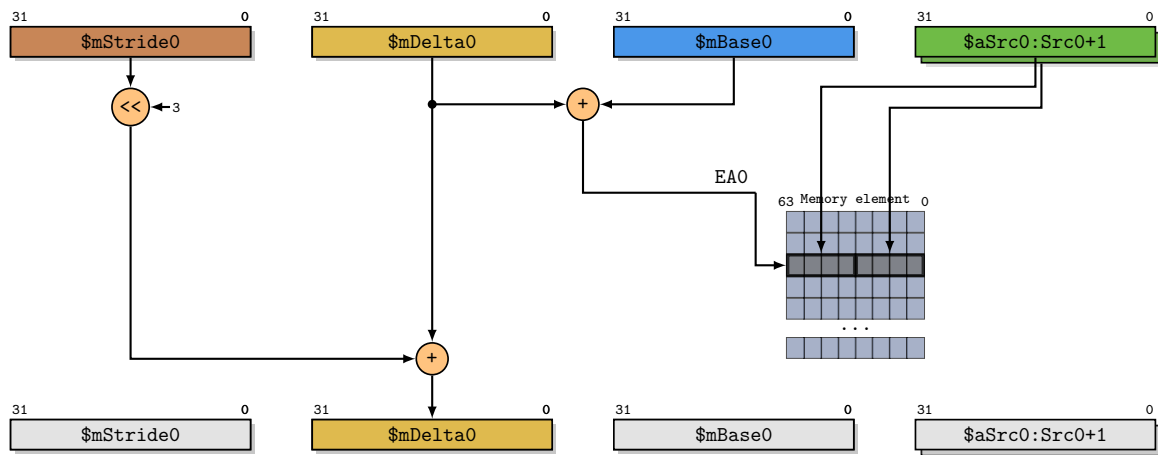 31 0 31 0 31 0 31 0
$mStride0 $mDelta0 $mBase0 $aSrc0:Src0+1
<< 3 +
EA0
63 Memory element 0
...
+
31 0 31 0 31 0 31 0
$mStride0 $mDelta0 $mBase0 $aSrc0:Src0+1